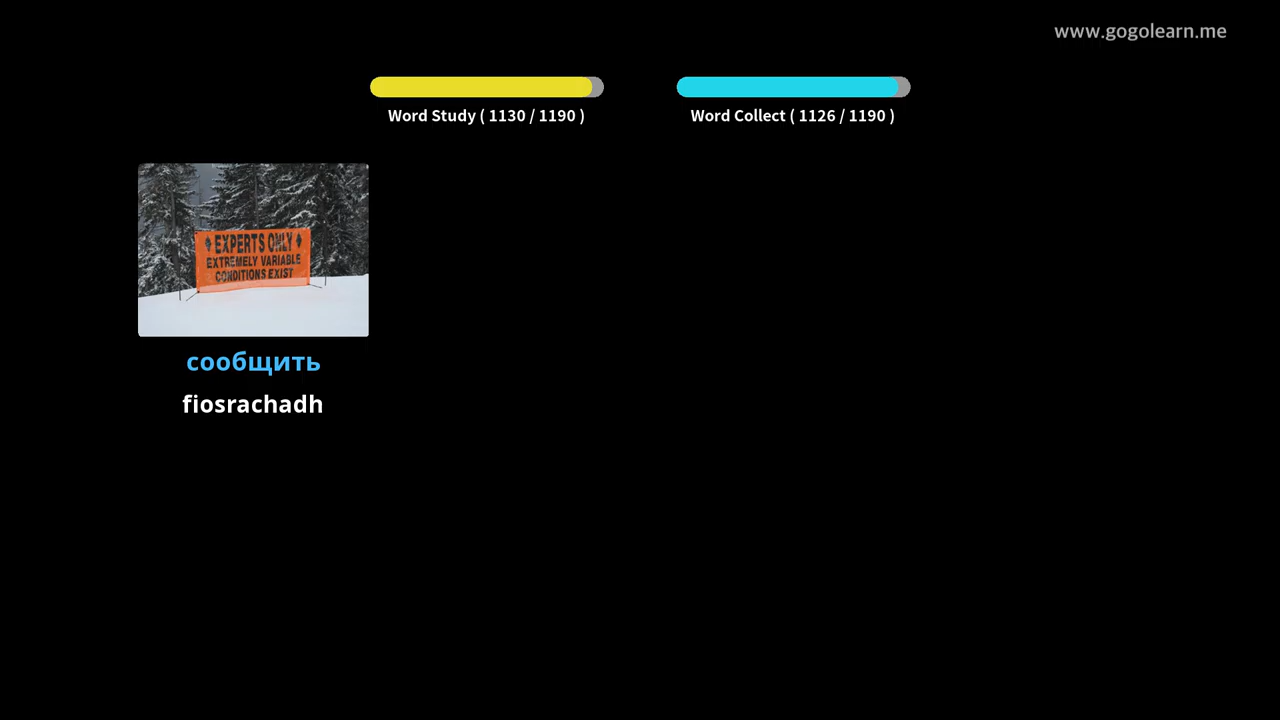 www.gogolearn.me
Word Study ( 1130 / 1190 )
Word Collect ( 1126 / 1190 )
EXPERTS ONLY
EXTREMELY VARIABLE
CONDITIONS EXIST
сообщить
fiosrachadh